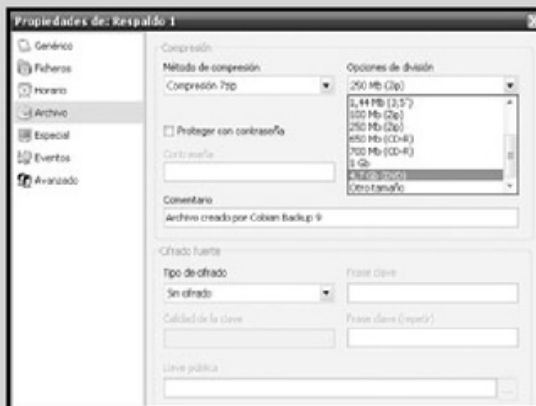 Propiedades de: Respaldo 1
Genérico
Ficheros
Horario
Archivo
Especial
Eventos
Avanzado
Compresión
Método de compresión
Compresión 7zip
Opciones de división
250 Mb (Zip)
1,44 Mb (3,5")
100 Mb (Zip)
250 Mb (Zip)
650 Mb (CD-R)
700 Mb (CD-R)
1 Gb
4,7 Gb (DVD)
Otro tamaño
Proteger con contraseña
Contraseña
Comentario
Archivo creado por Cobian Backup 9
Cifrado fuerte
Tipo de cifrado
Sin cifrado
Frase clave
Calidad de la clave
Frase clave (repetir)
Llave pública
...